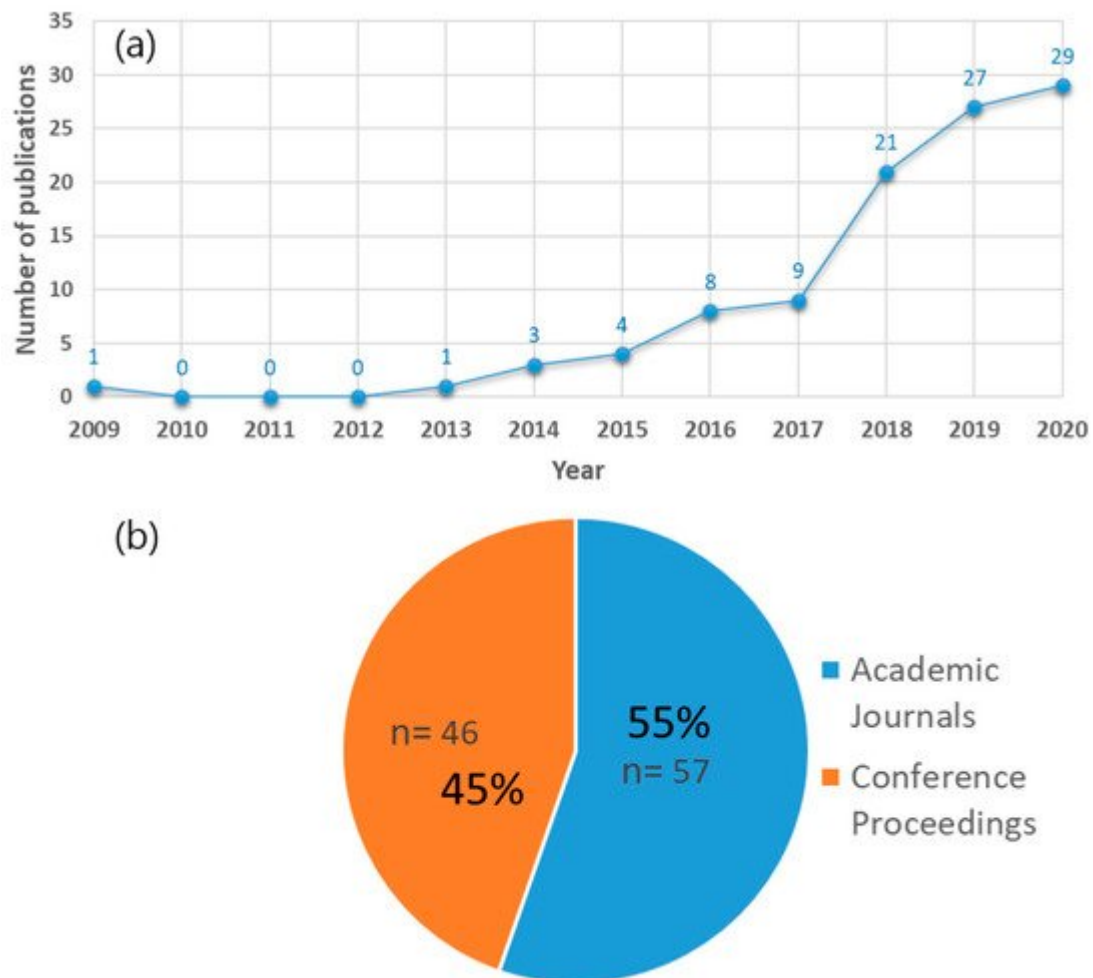 (a)
35
30
25
20
15
10
5
0
Number of publications
1 0 0 0 1 3 4 8 9 21 27 29
2009 2010 2011 2012 2013 2014 2015 2016 2017 2018 2019 2020
Year
(b)
n= 46
45%
55%
n= 57
Academic
Journals
Conference
Proceedings